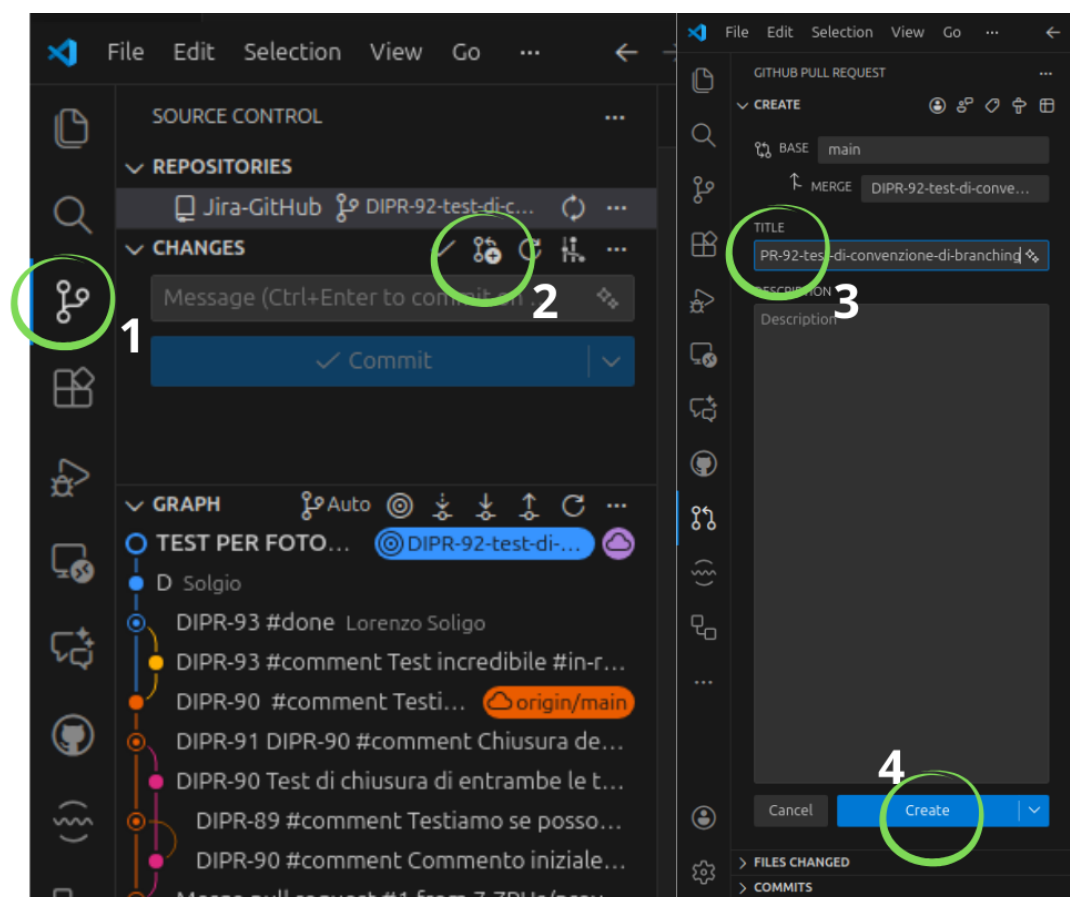 File Edit Selection View Go ...
SOURCE CONTROL
REPOSITORIES
Jira-GitHub DIPR-92-test-di-c...
CHANGES
Message (Ctrl+Enter to commit on
2
1
Commit
GRAPH Auto
TEST PER FOTO... DIPR-92-test-di-...
D Solgio
DIPR-93 #done Lorenzo Soligo
DIPR-93 #comment Test incredibile #in-r...
DIPR-90 #comment Testi... origin/main
DIPR-91 DIPR-90 #comment Chiusura de...
DIPR-90 Test di chiusura di entrambe le t...
DIPR-89 #comment Testiamo se posso...
DIPR-90 #comment Commento iniziale...
File Edit Selection View Go ...
GITHUB PULL REQUEST
CREATE
BASE main
MERGE DIPR-92-test-di-conve...
TITLE
PR-92-test-di-convenzione-di-branching
DESCRIPTION
3
Description
4
Cancel Create
FILES CHANGED
COMMITS